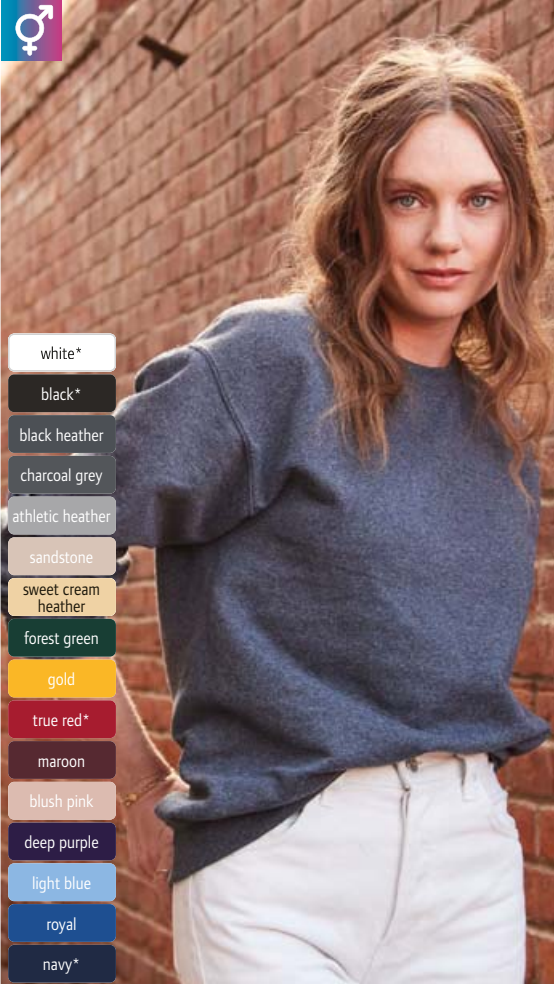 white*
black*
black heather
charcoal grey
athletic heather
sandstone
sweet cream
heather
forest green
gold
true red*
maroon
blush pink
deep purple
light blue
royal
navy*